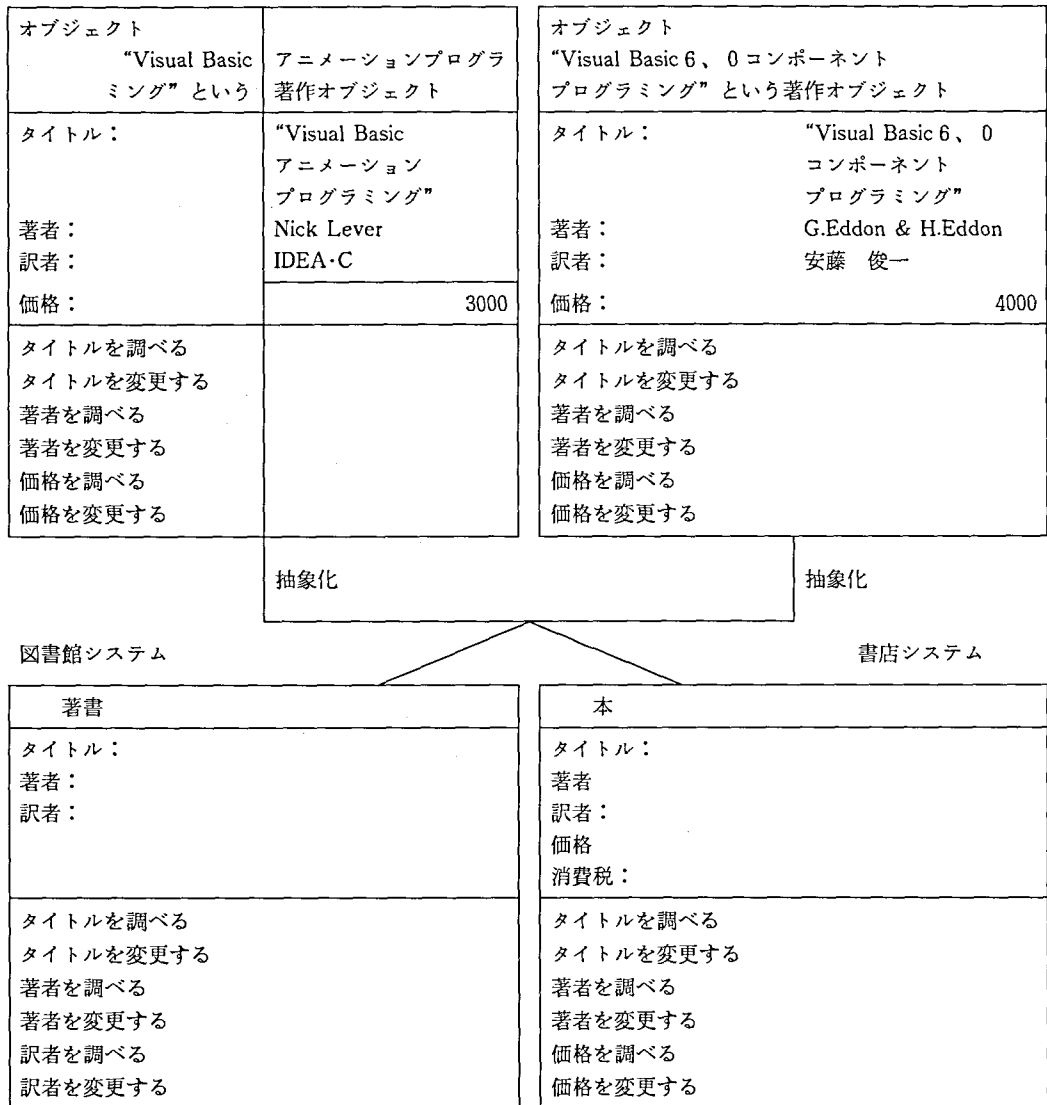 オブジェクト
“Visual Basic アニメーションプログラ
ミング” という 著作オブジェクト
タイトル： “Visual Basic
アニメーション
プログラミング”
著者： Nick Lever
訳者： IDEA·C
価格： 3000
タイトルを調べる
タイトルを変更する
著者を調べる
著者を変更する
価格を調べる
価格を変更する
オブジェクト
“Visual Basic 6、0コンポーネント
プログラミング” という著作オブジェクト
タイトル： “Visual Basic 6、0
コンポーネント
プログラミング”
著者： G.Eddon & H.Eddon
訳者： 安藤 俊一
価格： 4000
タイトルを調べる
タイトルを変更する
著者を調べる
著者を変更する
価格を調べる
価格を変更する
抽象化 抽象化
図書館システム 書店システム
著書
タイトル：
著者：
訳者：
タイトルを調べる
タイトルを変更する
著者を調べる
著者を変更する
訳者を調べる
訳者を変更する
本
タイトル：
著者
訳者：
価格
消費税：
タイトルを調べる
タイトルを変更する
著者を調べる
著者を変更する
価格を調べる
価格を変更する